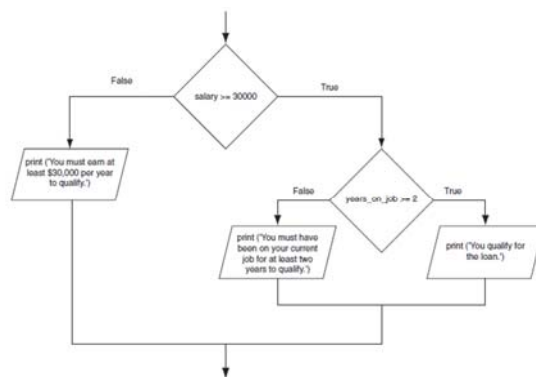 False
True
salary >= 30000
print ('You must earn at
least $30,000 per year
to qualify.')
False
True
years_on_job >= 2
print ('You must have
been on your current
job for at least two
years to qualify.')
print ('You qualify for
the loan.')